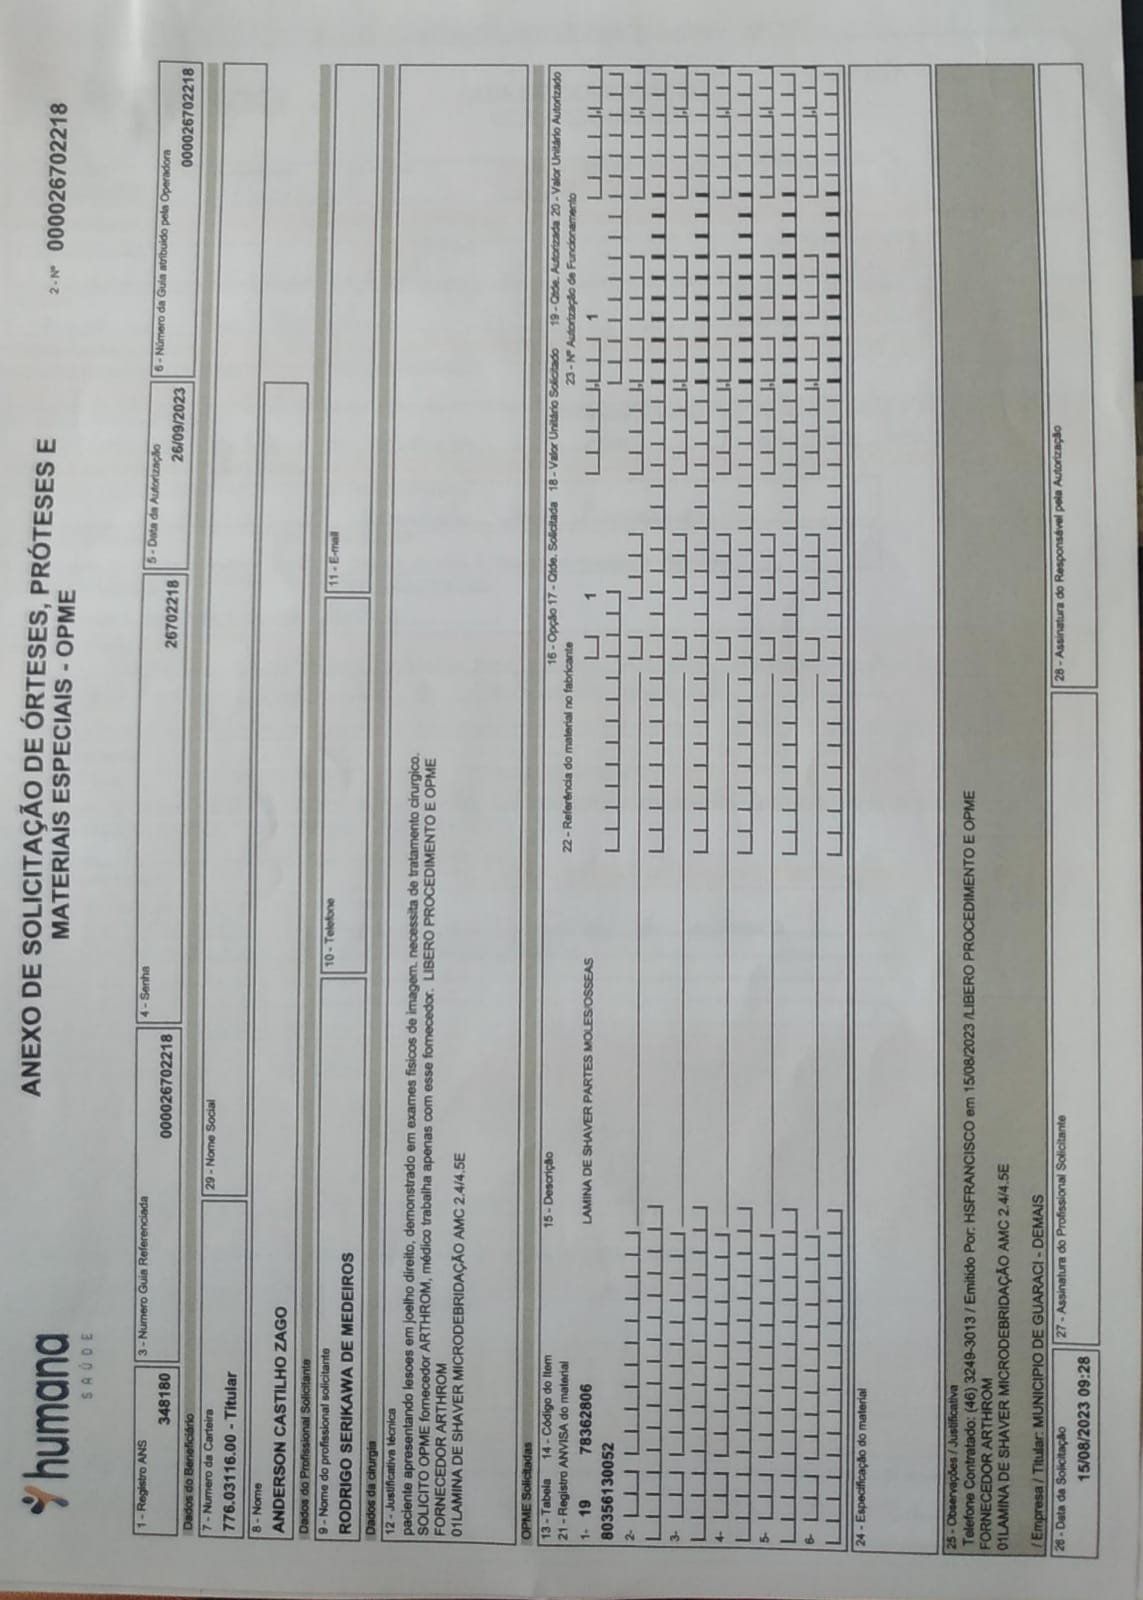 humana
SAÚDE
ANEXO DE SOLICITAÇÃO DE ÓRTESES, PRÓTESES E
MATERIAIS ESPECIAIS - OPME
2 - Nº 000026702218
1 - Registro ANS
348180
3 - Numero Guia Referenciada
000026702218
4 - Senha
26702218
5 - Data da Autorização
26/09/2023
6 - Número da Guia atribuido pela Operadora
000026702218
Dados do Beneficiário
7 - Numero da Carteira
776.03116.00 - Titular
29 - Nome Social
8 - Nome
ANDERSON CASTILHO ZAGO
Dados do Profissional Solicitante
9 - Nome do profissional solicitante
RODRIGO SERIKAWA DE MEDEIROS
10 - Telefone
11 - E-mail
Dados da cirurgia
12 - Justificativa técnica
paciente apresentando lesoes em joelho direito, demonstrado em exames fisicos de imagem. necessita de tratamento cirurgico.
SOLICITO OPME fornecedor ARTHROM, médico trabalha apenas com esse fornecedor. LIBERO PROCEDIMENTO E OPME
FORNECEDOR ARTHROM
01LAMINA DE SHAVER MICRODEBRIDAÇÃO AMC 2.4/4.5E
OPME Solicitadas
13 - Tabela 14 - Código do Item 15 - Descrição 16 - Opção 17 - Qtde. Solicitada 18 - Valor Unitário Solicitado 19 - Qtde. Autorizada 20 - Valor Unitário Autorizado
21 - Registro ANVISA do material 22 - Referência do material no fabricante 23 - Nº Autorização de Funcionamento
1- 19 78362806 LAMINA DE SHAVER PARTES MOLES/OSSEAS 1 1
80356130052
2-
3-
4-
5-
6-
24 - Especificação do material
25 - Observações / Justificativa
Telefone Contratado: (46) 3249-3013 / Emitido Por: HSFRANCISCO em 15/08/2023 /LIBERO PROCEDIMENTO E OPME
FORNECEDOR ARTHROM
01LAMINA DE SHAVER MICRODEBRIDAÇÃO AMC 2.4/4.5E
/ Empresa / Titular: MUNICIPIO DE GUARACI - DEMAIS
26 - Data da Solicitação
15/08/2023 09:28
27 - Assinatura do Profissional Solicitante
28 - Assinatura do Responsável pela Autorização